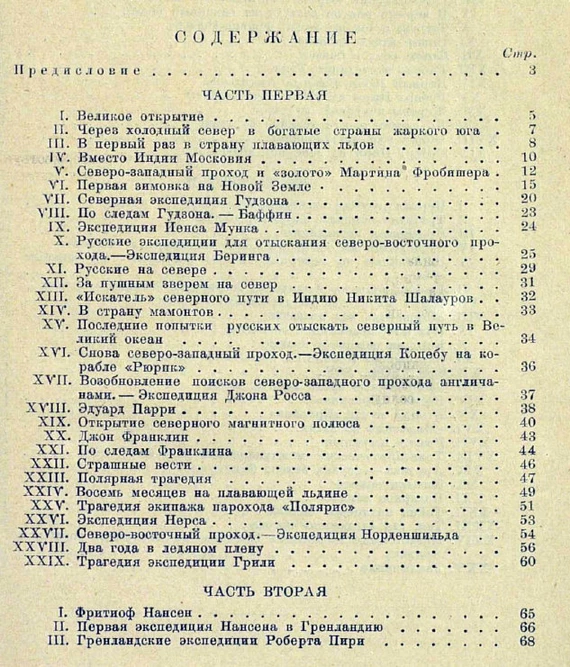 СОДЕРЖАНИЕ
Стр.
Предисловие . . . . . . . . . . . . . . . . . . . . 3
ЧАСТЬ ПЕРВАЯ
I. Великое открытие . . . . . . . . . . . . . . . . 5
II. Через холодный север в богатые страны жаркого юга . 7
III. В первый раз в страну плавающих льдов . . . . . . 8
IV. Вместо Индии Московия . . . . . . . . . . . . . 10
V. Северо-западный проход и «золото» Мартина Фробишера . 12
VI. Первая зимовка на Новой Земле . . . . . . . . . . 15
VII. Северная экспедиция Гудзона . . . . . . . . . . . 20
VIII. По следам Гудзона. — Баффин . . . . . . . . . . . 23
IX. Экспедиция Иенса Мунка . . . . . . . . . . . . . 24
X. Русские экспедиции для отыскания северо-восточного про-
хода.—Экспедиция Беринга . . . . . . . . . . . . 25
XI. Русские на севере . . . . . . . . . . . . . . . . 29
XII. За пушным зверем на север . . . . . . . . . . . . 31
XIII. «Искатель» северного пути в Индию Никита Шалауров . . 32
XIV. В страну мамонтов . . . . . . . . . . . . . . . . 33
XV. Последние попытки русских отыскать северный путь в Ве-
ликий океан . . . . . . . . . . . . . . . . . . 34
XVI. Снова северо-западный проход.—Экспедиция Коцебу на ко-
рабле «Рюрик» . . . . . . . . . . . . . . . . . 36
XVII. Возобновление поисков северо-западного прохода англича-
нами. — Экспедиция Джона Росса . . . . . . . . . 37
XVIII. Эдуард Парри . . . . . . . . . . . . . . . . . . 38
XIX. Открытие северного магнитного полюса . . . . . . . 40
XX. Джон Франклин . . . . . . . . . . . . . . . . . 43
XXI. По следам Франклина . . . . . . . . . . . . . . . 44
XXII. Страшные вести . . . . . . . . . . . . . . . . . 46
XXIII. Полярная трагедия . . . . . . . . . . . . . . . . 47
XXIV. Восемь месяцев на плавающей льдине . . . . . . . . 49
XXV. Трагедия экипажа парохода «Полярис» . . . . . . . . 51
XXVI. Экспедиция Нерса . . . . . . . . . . . . . . . . 53
XXVII. Северо-восточный проход.—Экспедиция Норденшильда . . 54
XXVIII. Два года в ледяном плену . . . . . . . . . . . . . 56
XXIX. Трагедия экспедиции Грили . . . . . . . . . . . . 60
ЧАСТЬ ВТОРАЯ
I. Фритиоф Нансен . . . . . . . . . . . . . . . . . 65
II. Первая экспедиция Нансена в Гренландию . . . . . . 66
III. Гренландские экспедиции Роберта Пири . . . . . . . 68